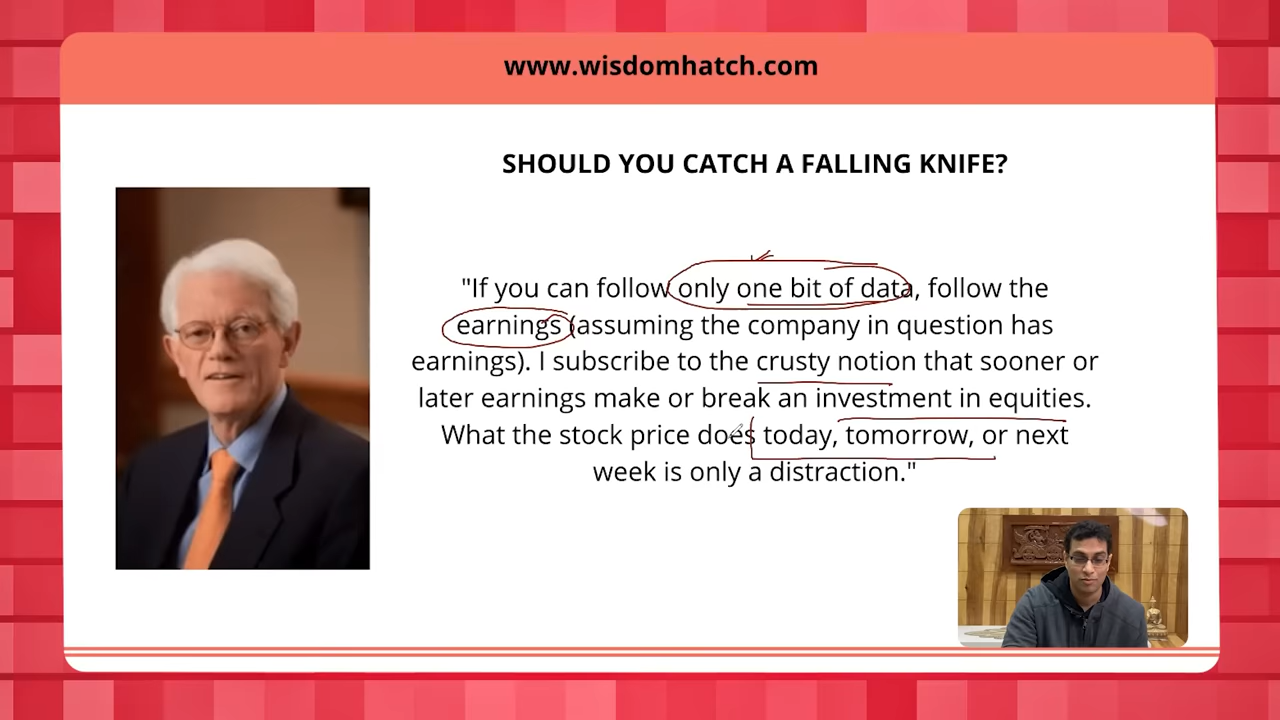 www.wisdomhatch.com
SHOULD YOU CATCH A FALLING KNIFE?
"If you can follow only one bit of data, follow the
earnings (assuming the company in question has
earnings). I subscribe to the crusty notion that sooner or
later earnings make or break an investment in equities.
What the stock price does today, tomorrow, or next
week is only a distraction."